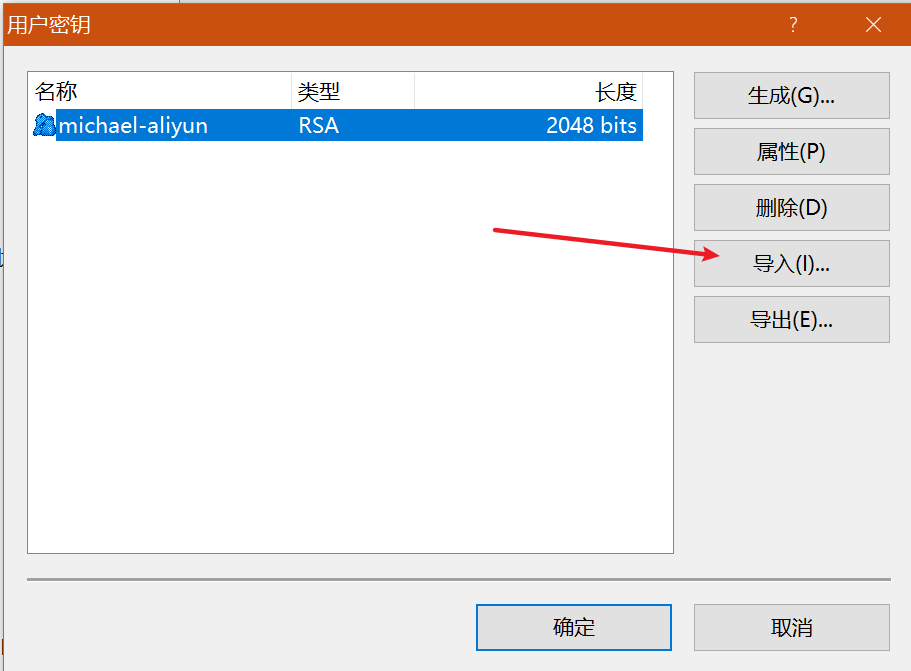 用户密钥
?
名称 类型 长度
michael-aliyun RSA 2048 bits
生成(G)...
属性(P)
删除(D)
导入(I)...
导出(E)...
确定 取消